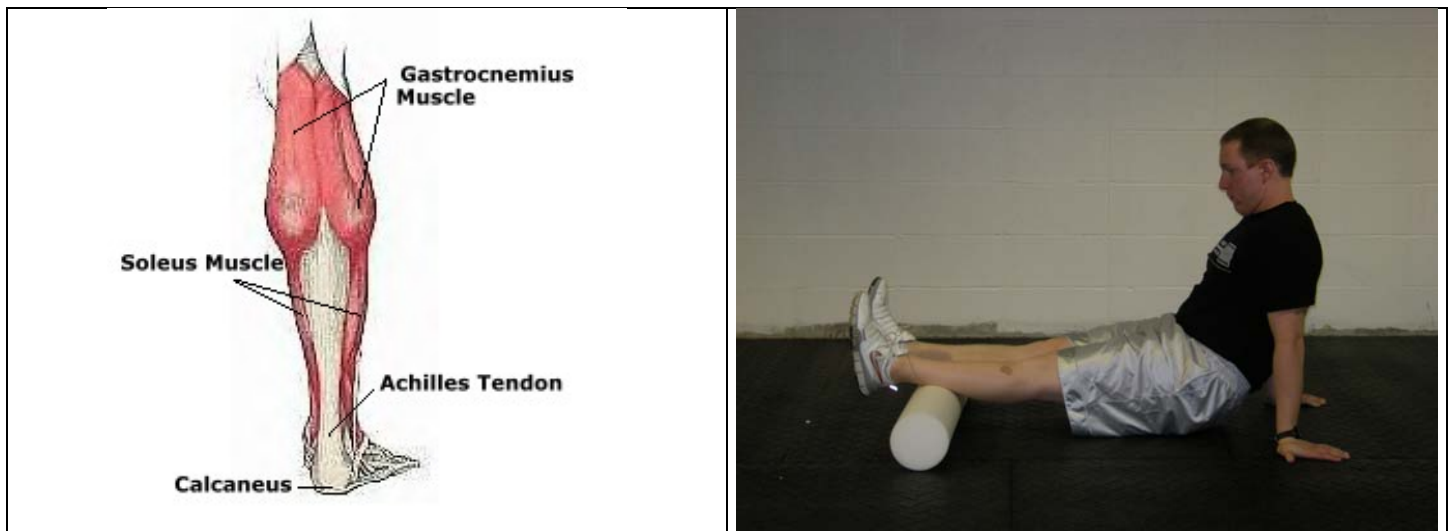 Gastrocnemius
Muscle
Soleus Muscle
Achilles Tendon
Calcaneus